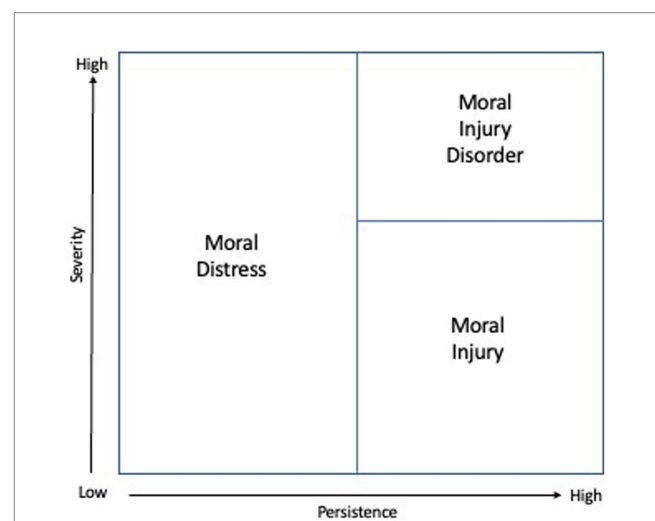 High
Moral
Injury
Disorder
Severity
Moral
Distress
Moral
Injury
Low
High
Persistence